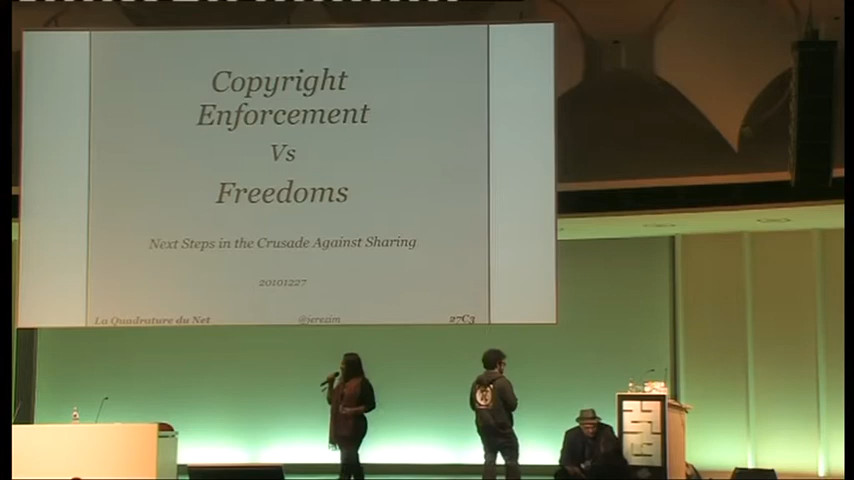 Copyright
Enforcement
Vs
Freedoms
Next Steps in the Crusade Against Sharing
20101227
La Quadrature du Net
@jerezim
27C3